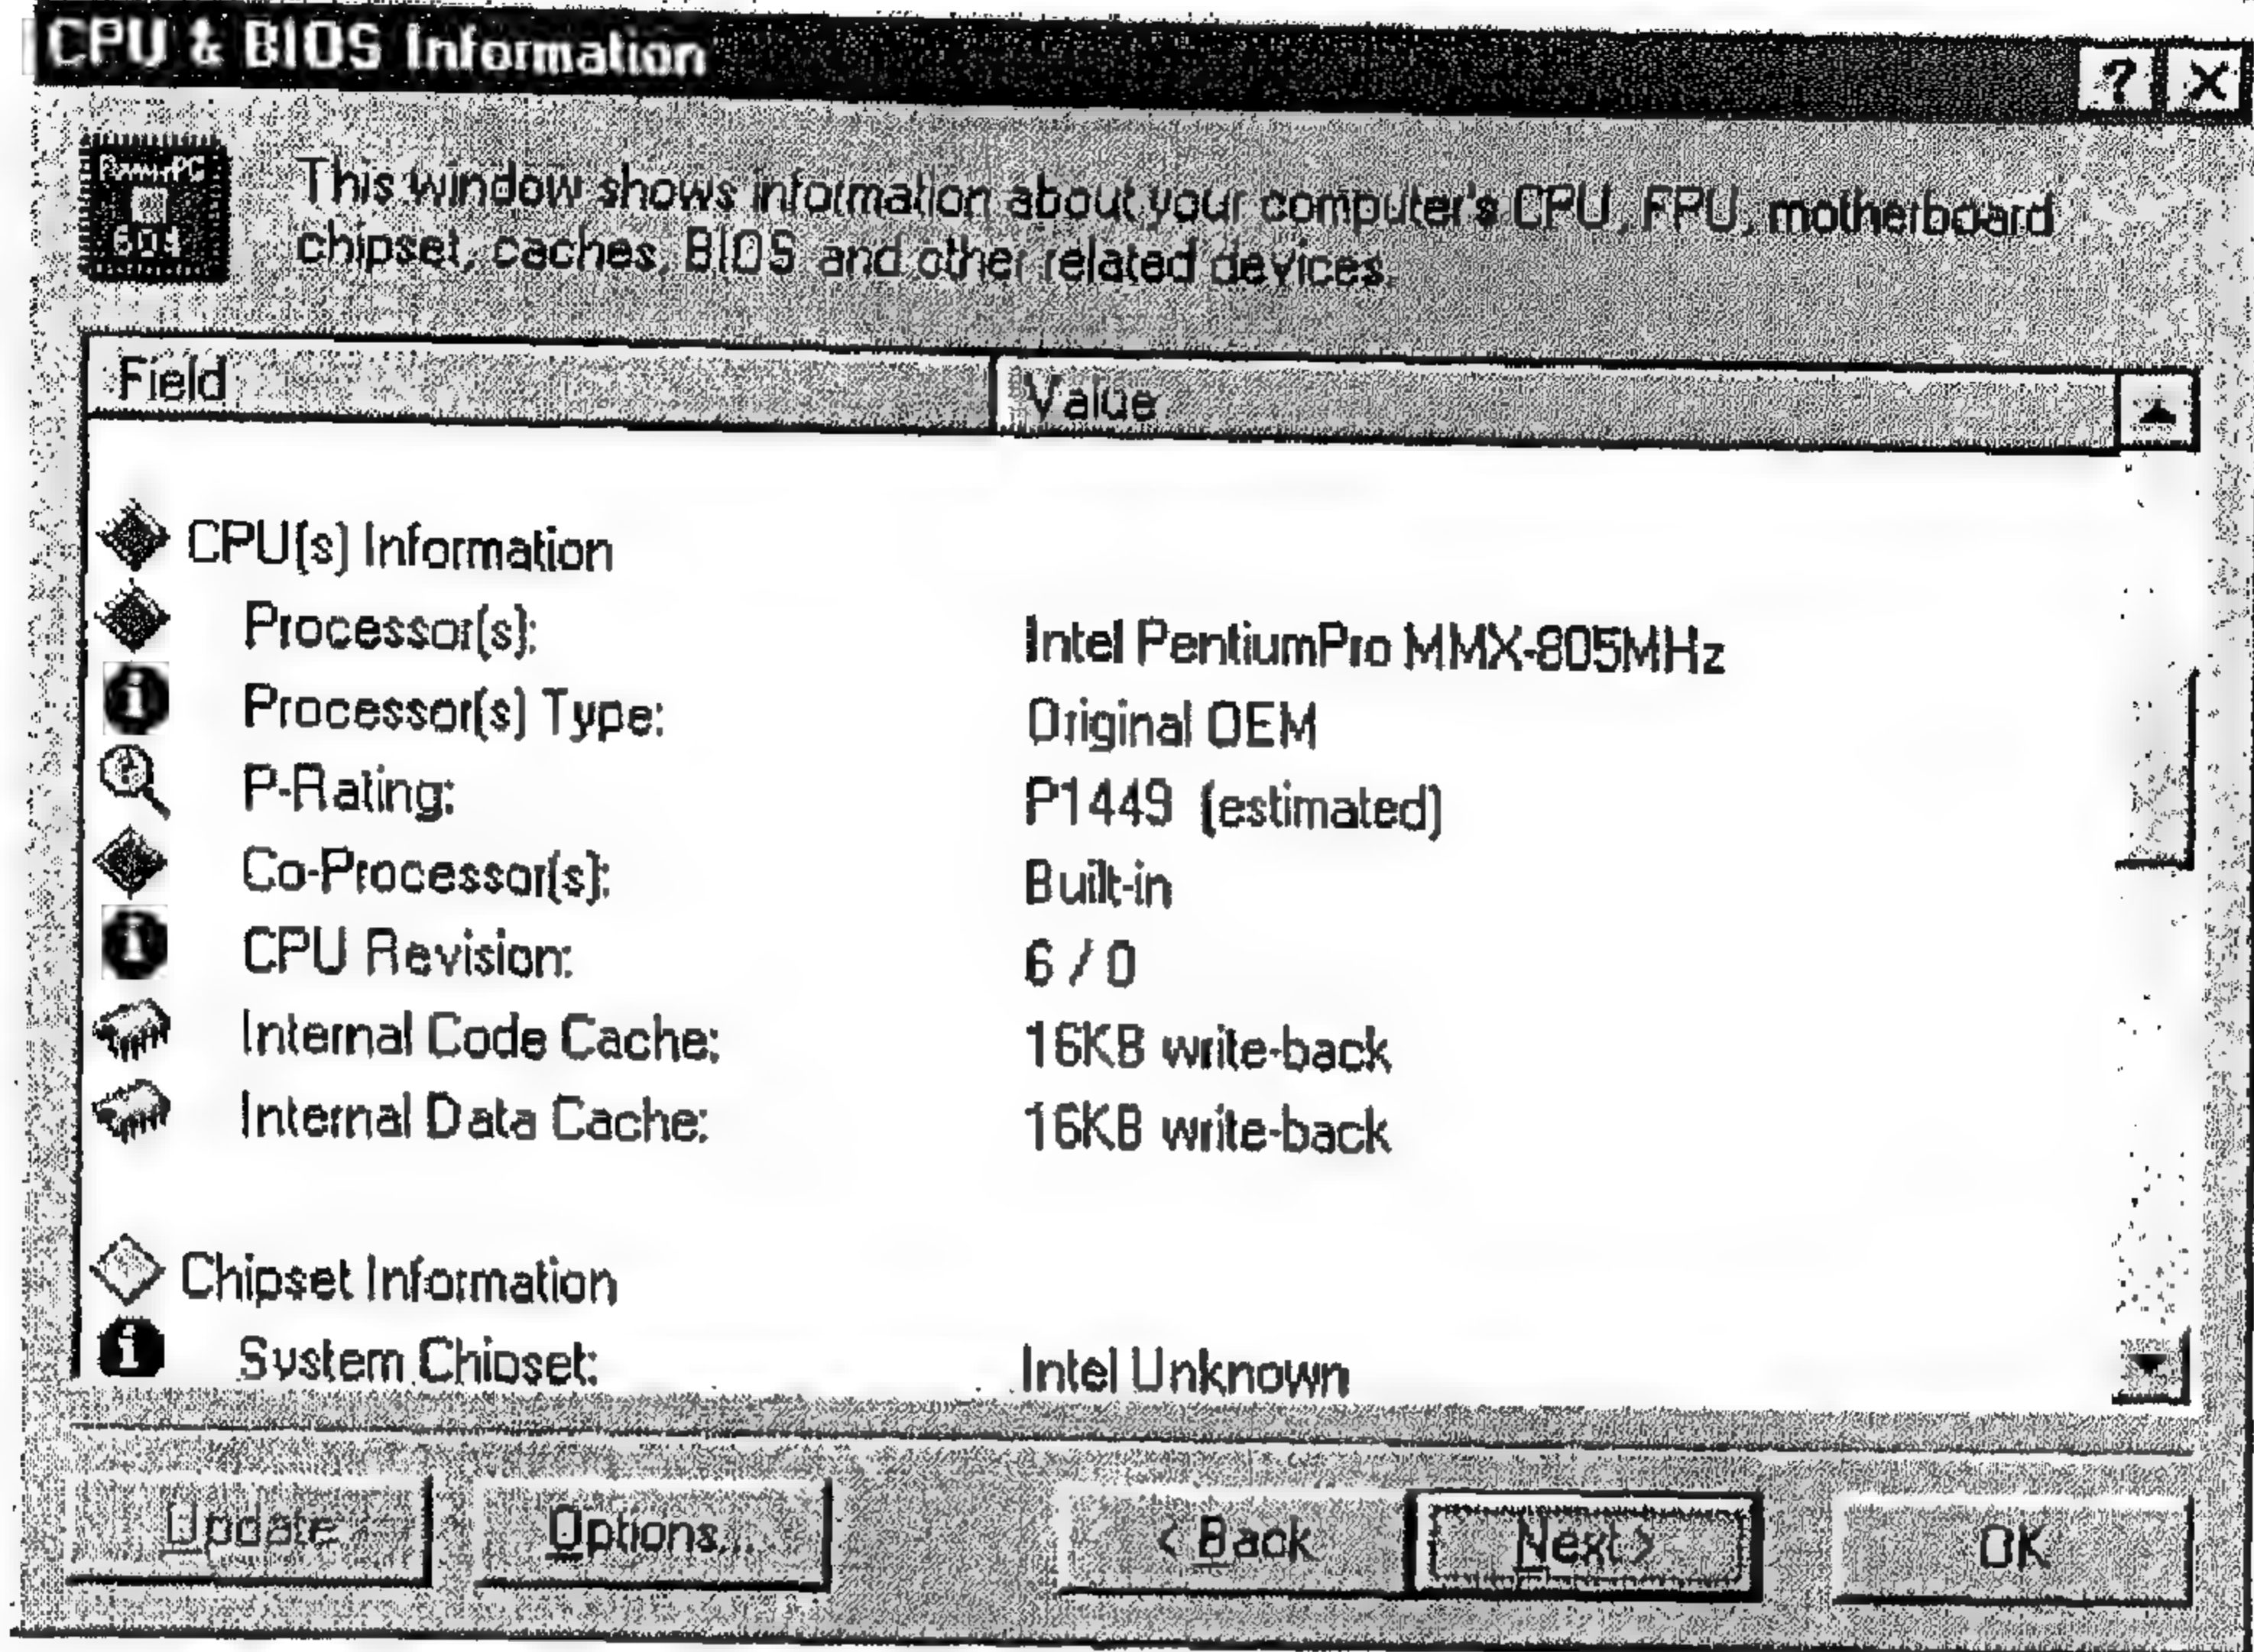 CPU & BIOS Information
? X
This window shows information about your computer's CPU, FPU, motherboard
chipset, caches, BIOS and other related devices.
Field Value
CPU(s) Information
Processor(s): Intel PentiumPro MMX-805MHz
Processor(s) Type: Original OEM
P-Rating: P1449 (estimated)
Co-Processor(s): Built-in
CPU Revision: 6 / 0
Internal Code Cache: 16KB write-back
Internal Data Cache: 16KB write-back
Chipset Information
System Chipset: Intel Unknown
Update Options... < Back Next > OK